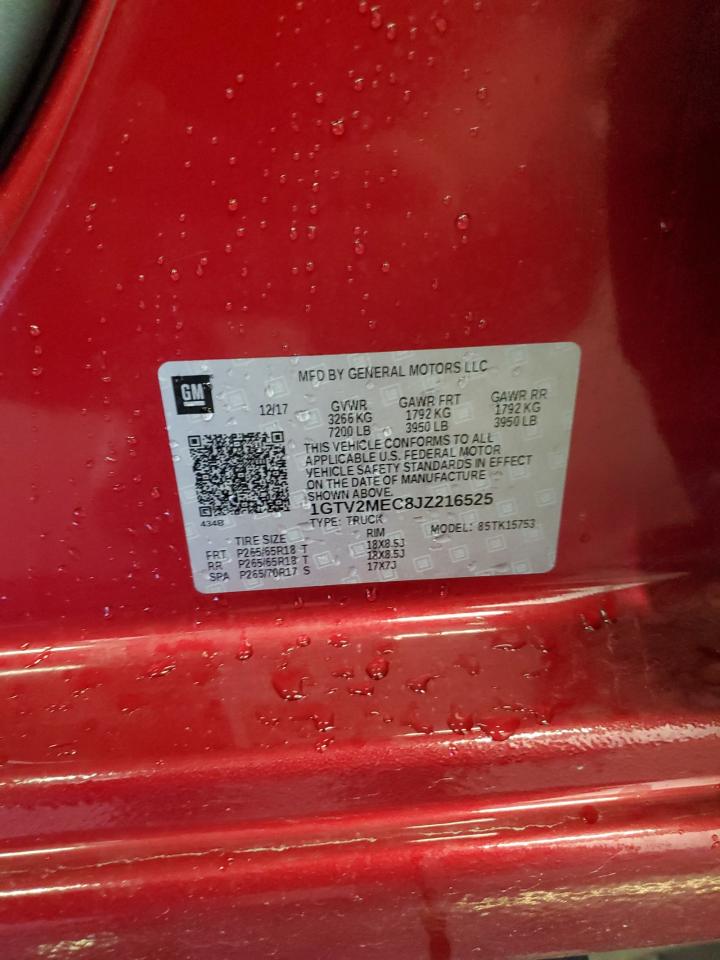 MFD BY GENERAL MOTORS LLC
GM
12/17 GVWR GAWR FRT GAWR RR
3266 KG 1792 KG 1792 KG
7200 LB 3950 LB 3950 LB
THIS VEHICLE CONFORMS TO ALL
APPLICABLE U.S. FEDERAL MOTOR
VEHICLE SAFETY STANDARDS IN EFFECT
ON THE DATE OF MANUFACTURE
SHOWN ABOVE.
1GTV2MEC8JZ216525
434B TYPE: TRUCK MODEL: 85TK15753
TIRE SIZE RIM
FRT P265/65R18 T 18X8.5J
RR P265/65R18 T 18X8.5J
SPA P265/70R17 S 17X7J